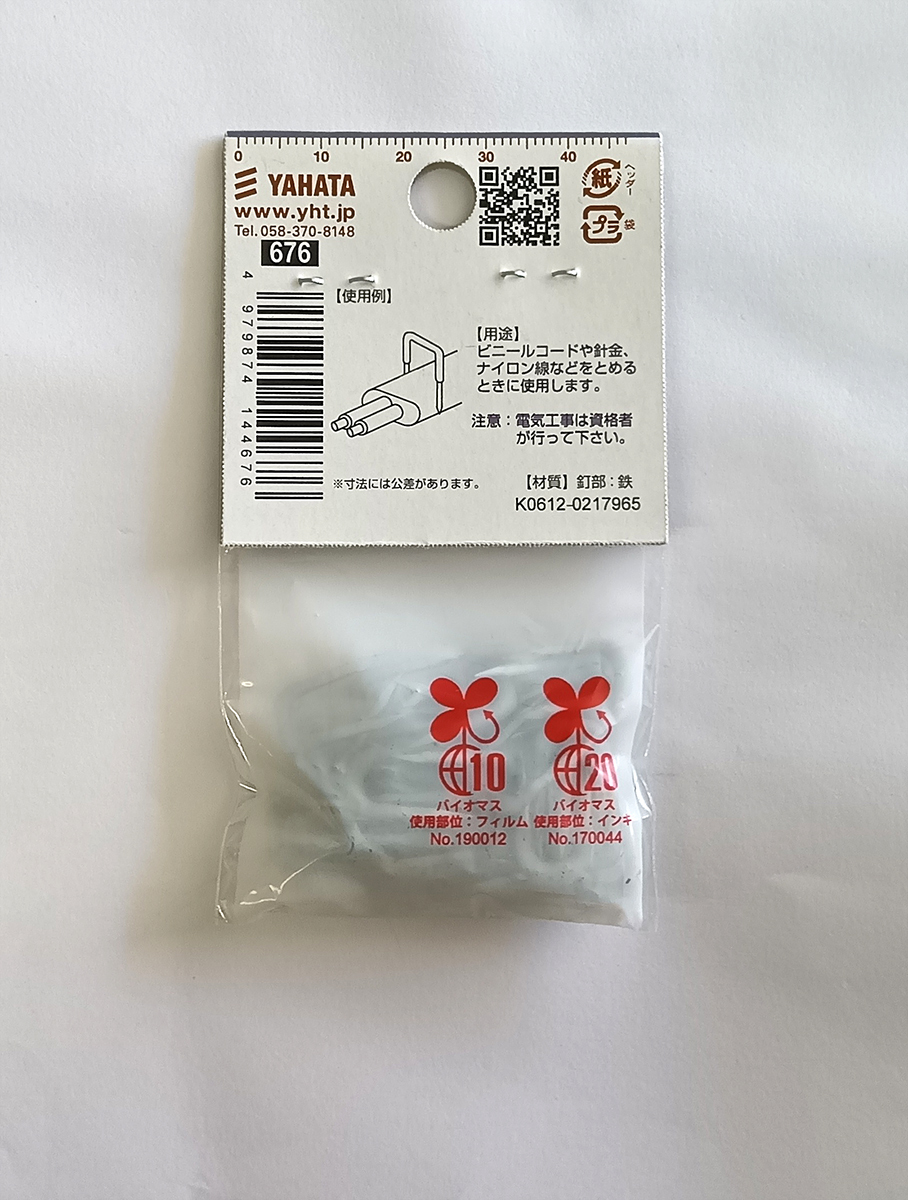 0 10 20 30 40
YAHATA
www.yht.jp
Tel.058-370-8148
676
紙
ヘッダー
プラ
袋
4 979874 144676
【使用例】
【用途】
ビニールコードや針金、
ナイロン線などをとめる
ときに使用します。
注意：電気工事は資格者
が行って下さい。
※寸法には公差があります。
【材質】釘部：鉄
K0612-0217965
10
バイオマス
使用部位：フィルム
No.190012
20
バイオマス
使用部位：インキ
No.170044